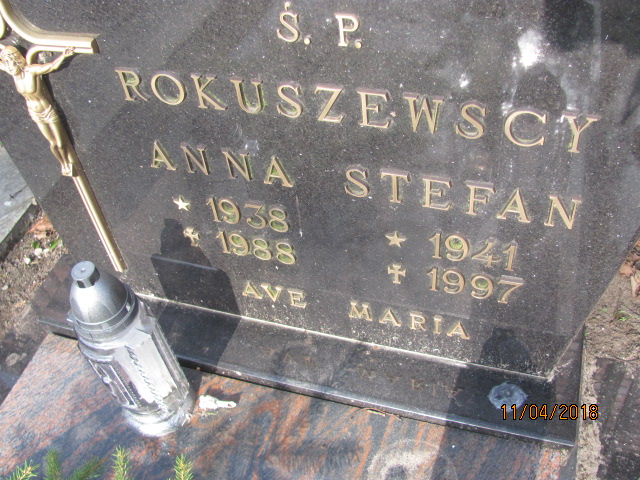 Ś. P.
ROKUSZEWSCY
ANNA STEFAN
* 1938 * 1941
✝ 1988 ✝ 1997
AVE MARIA
11/04/2018